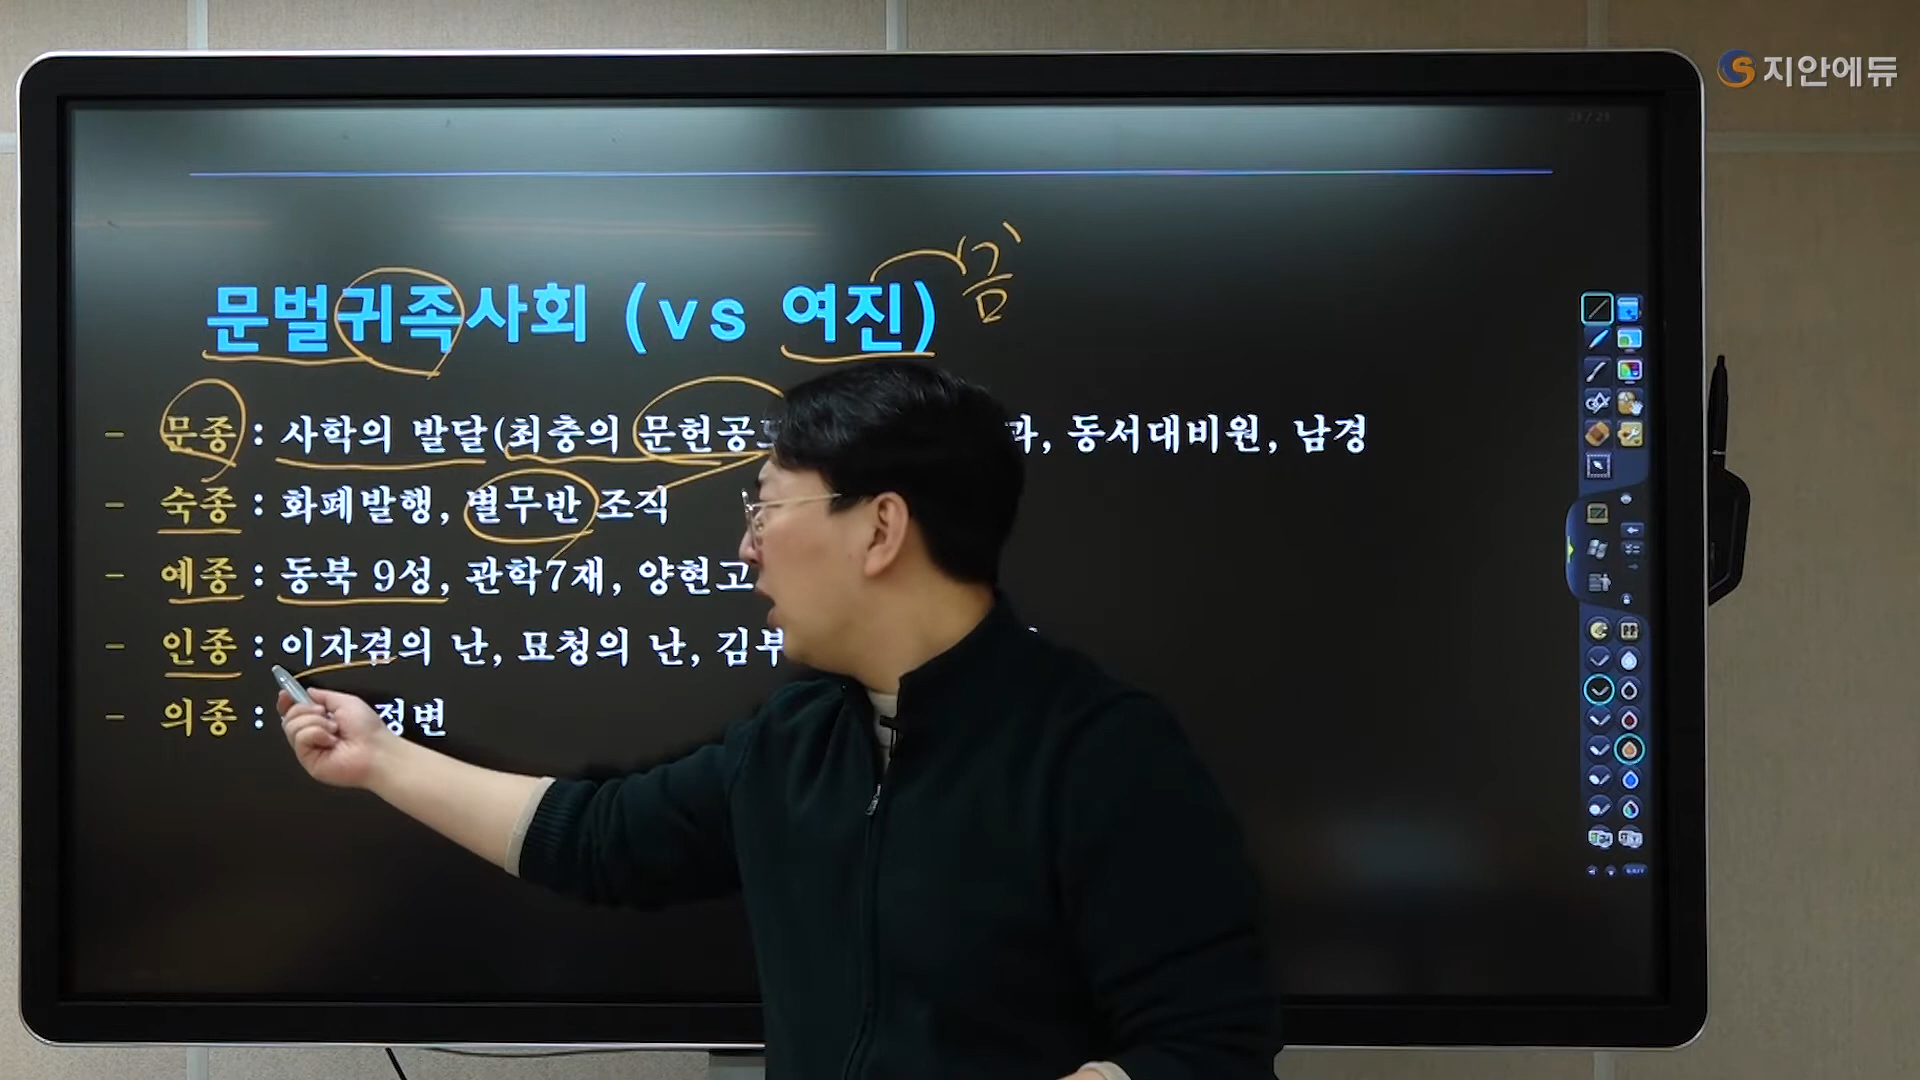 지안에듀
23 / 25
(금)
문벌귀족사회 (vs 여진)
- 문종 : 사학의 발달(최충의 문헌공 , 동서대비원, 남경
- 숙종 : 화폐발행, 별무반 조직
- 예종 : 동북 9성, 관학7재, 양현고
- 인종 : 이자겸의 난, 묘청의 난, 김부
- 의종 : 정변
EXIT